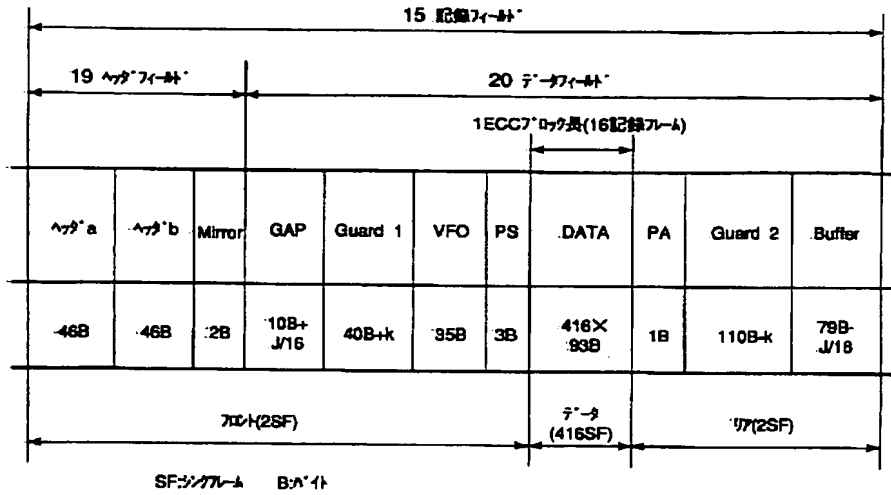 15 記録フィールド
19 ヘッダフィールド
20 データフィールド
1ECCブロック長(16記録フレーム)
ヘッダa
ヘッダb
Mirror
GAP
Guard 1
VFO
PS
DATA
PA
Guard 2
Buffer
46B
46B
2B
10B+
J/16
40B+k
35B
3B
416×
93B
1B
110B-k
79B-
J/16
フロント(2SF)
データ
(416SF)
リア(2SF)
SF:シンクフレーム
B:バイト